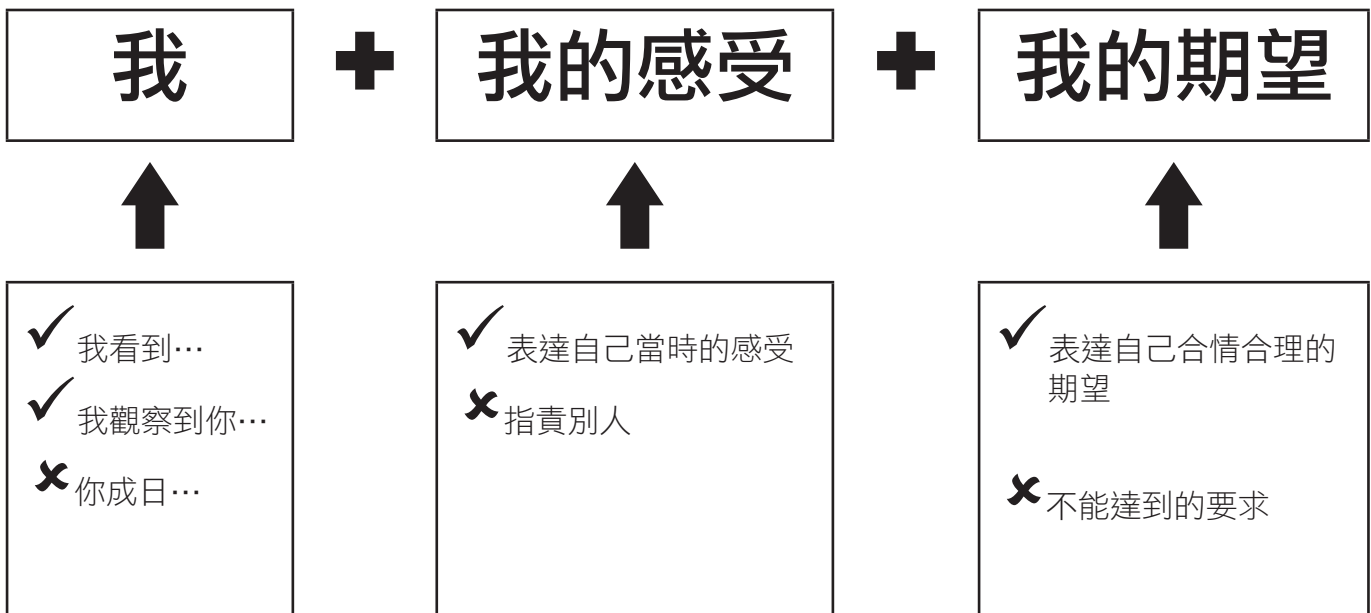 我
我的感受
我的期望
我看到…
我觀察到你…
你成日…
表達自己當時的感受
指責別人
表達自己合情合理的
期望
不能達到的要求